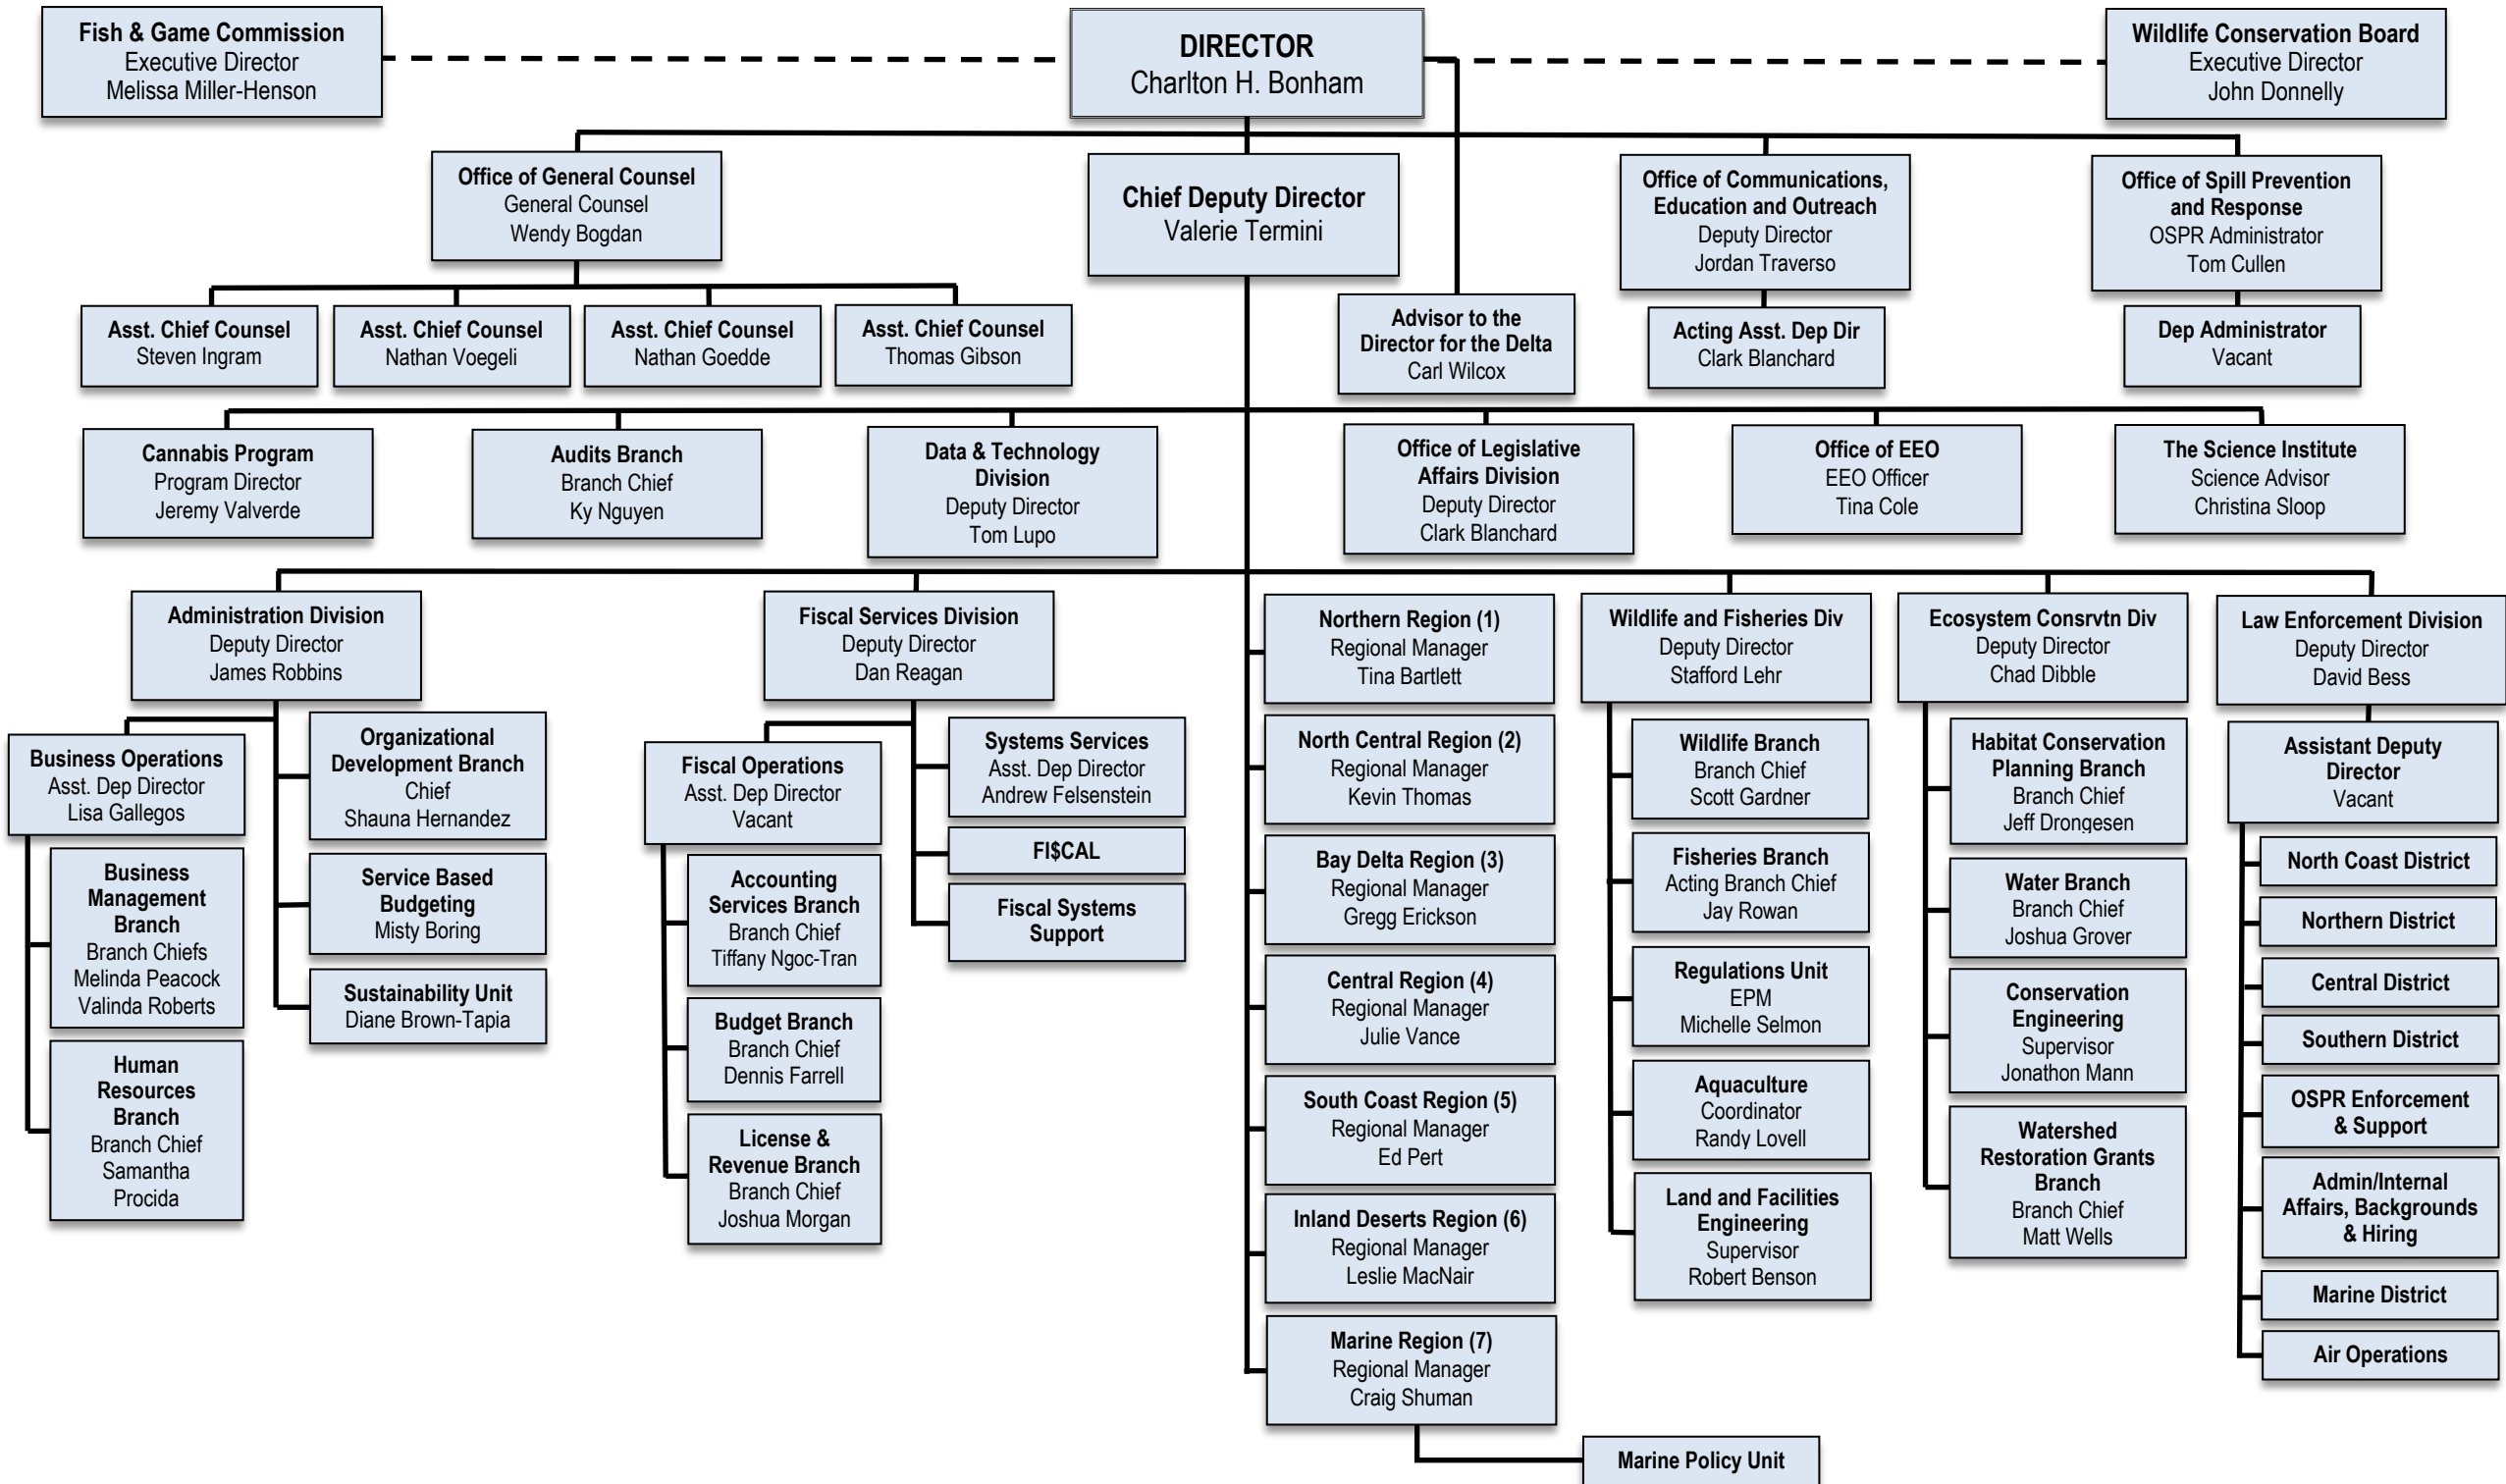 Fish & Game Commission
Executive Director
Melissa Miller-Henson
DIRECTOR
Charlton H. Bonham
Wildlife Conservation Board
Executive Director
John Donnelly
Office of General Counsel
General Counsel
Wendy Bogdan
Chief Deputy Director
Valerie Termini
Office of Communications,
Education and Outreach
Deputy Director
Jordan Traverso
Office of Spill Prevention
and Response
OSPR Administrator
Tom Cullen
Asst. Chief Counsel
Steven Ingram
Asst. Chief Counsel
Nathan Voegeli
Asst. Chief Counsel
Nathan Goedde
Asst. Chief Counsel
Thomas Gibson
Advisor to the
Director for the Delta
Carl Wilcox
Acting Asst. Dep Dir
Clark Blanchard
Dep Administrator
Vacant
Cannabis Program
Program Director
Jeremy Valverde
Audits Branch
Branch Chief
Ky Nguyen
Data & Technology
Division
Deputy Director
Tom Lupo
Office of Legislative
Affairs Division
Deputy Director
Clark Blanchard
Office of EEO
EEO Officer
Tina Cole
The Science Institute
Science Advisor
Christina Sloop
Administration Division
Deputy Director
James Robbins
Business Operations
Asst. Dep Director
Lisa Gallegos
Business
Management
Branch
Branch Chiefs
Melinda Peacock
Valinda Roberts
Human
Resources
Branch
Branch Chief
Samantha
Procida
Organizational
Development Branch
Chief
Shauna Hernandez
Service Based
Budgeting
Misty Boring
Sustainability Unit
Diane Brown-Tapia
Fiscal Services Division
Deputy Director
Dan Reagan
Fiscal Operations
Asst. Dep Director
Vacant
Accounting
Services Branch
Branch Chief
Tiffany Ngoc-Tran
Budget Branch
Branch Chief
Dennis Farrell
License &
Revenue Branch
Branch Chief
Joshua Morgan
Systems Services
Asst. Dep Director
Andrew Felsenstein
FI$CAL
Fiscal Systems
Support
Northern Region (1)
Regional Manager
Tina Bartlett
North Central Region (2)
Regional Manager
Kevin Thomas
Bay Delta Region (3)
Regional Manager
Gregg Erickson
Central Region (4)
Regional Manager
Julie Vance
South Coast Region (5)
Regional Manager
Ed Pert
Inland Deserts Region (6)
Regional Manager
Leslie MacNair
Marine Region (7)
Regional Manager
Craig Shuman
Marine Policy Unit
Wildlife and Fisheries Div
Deputy Director
Stafford Lehr
Wildlife Branch
Branch Chief
Scott Gardner
Fisheries Branch
Acting Branch Chief
Jay Rowan
Regulations Unit
EPM
Michelle Selmon
Aquaculture
Coordinator
Randy Lovell
Land and Facilities
Engineering
Supervisor
Robert Benson
Ecosystem Consrvtn Div
Deputy Director
Chad Dibble
Habitat Conservation
Planning Branch
Branch Chief
Jeff Drongesen
Water Branch
Branch Chief
Joshua Grover
Conservation
Engineering
Supervisor
Jonathon Mann
Watershed
Restoration Grants
Branch
Branch Chief
Matt Wells
Law Enforcement Division
Deputy Director
David Bess
Assistant Deputy
Director
Vacant
North Coast District
Northern District
Central District
Southern District
OSPR Enforcement
& Support
Admin/Internal
Affairs, Backgrounds
& Hiring
Marine District
Air Operations